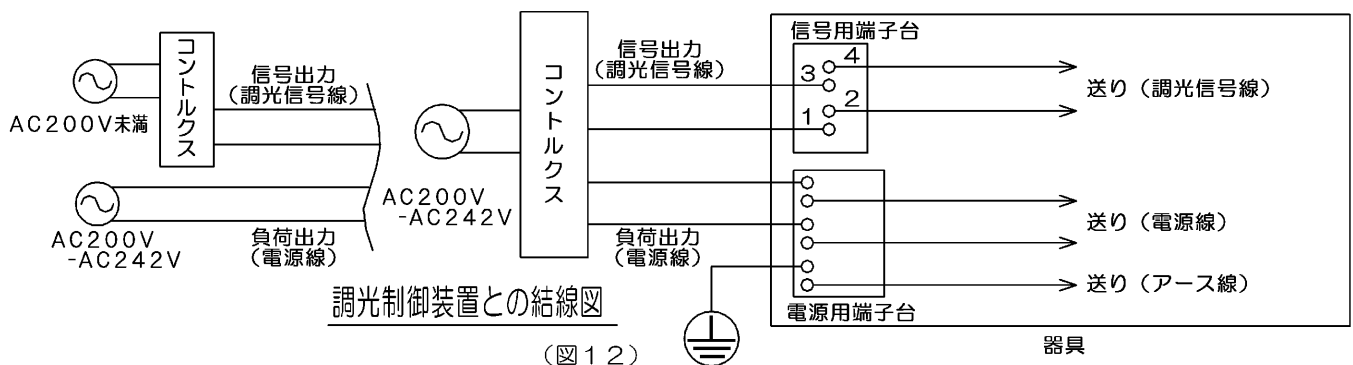 コントルクス
AC200V未満
信号出力
(調光信号線)
AC200V
-AC242V
負荷出力
(電源線)
AC200V
-AC242V
コントルクス
信号出力
(調光信号線)
負荷出力
(電源線)
信号用端子台
4
3
2
1
送り(調光信号線)
送り(電源線)
送り(アース線)
電源用端子台
器具
調光制御装置との結線図
(図12)